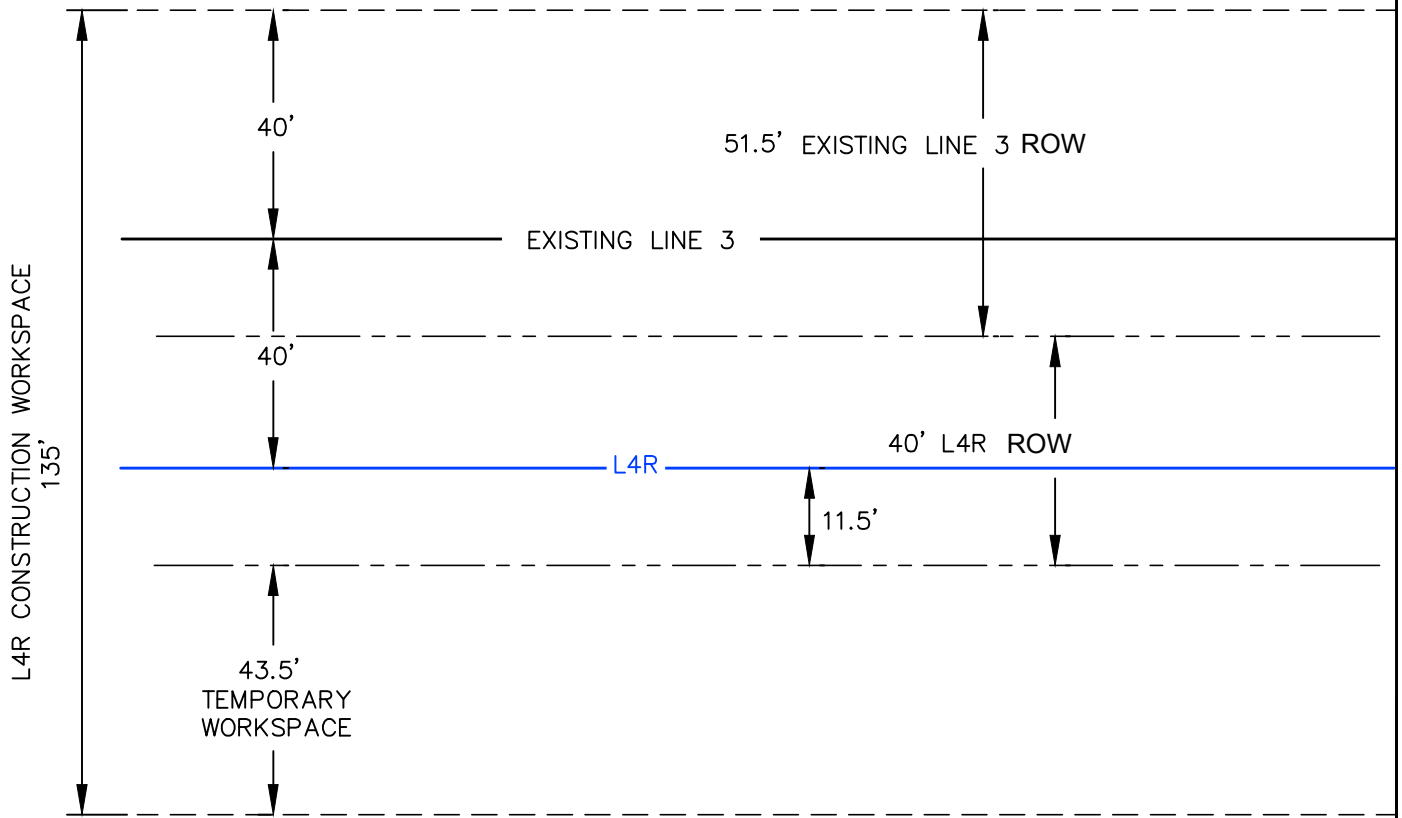 40'
51.5' EXISTING LINE 3 ROW
EXISTING LINE 3
L4R CONSTRUCTION WORKSPACE
135'
40'
40' L4R ROW
L4R
11.5'
43.5'
TEMPORARY
WORKSPACE